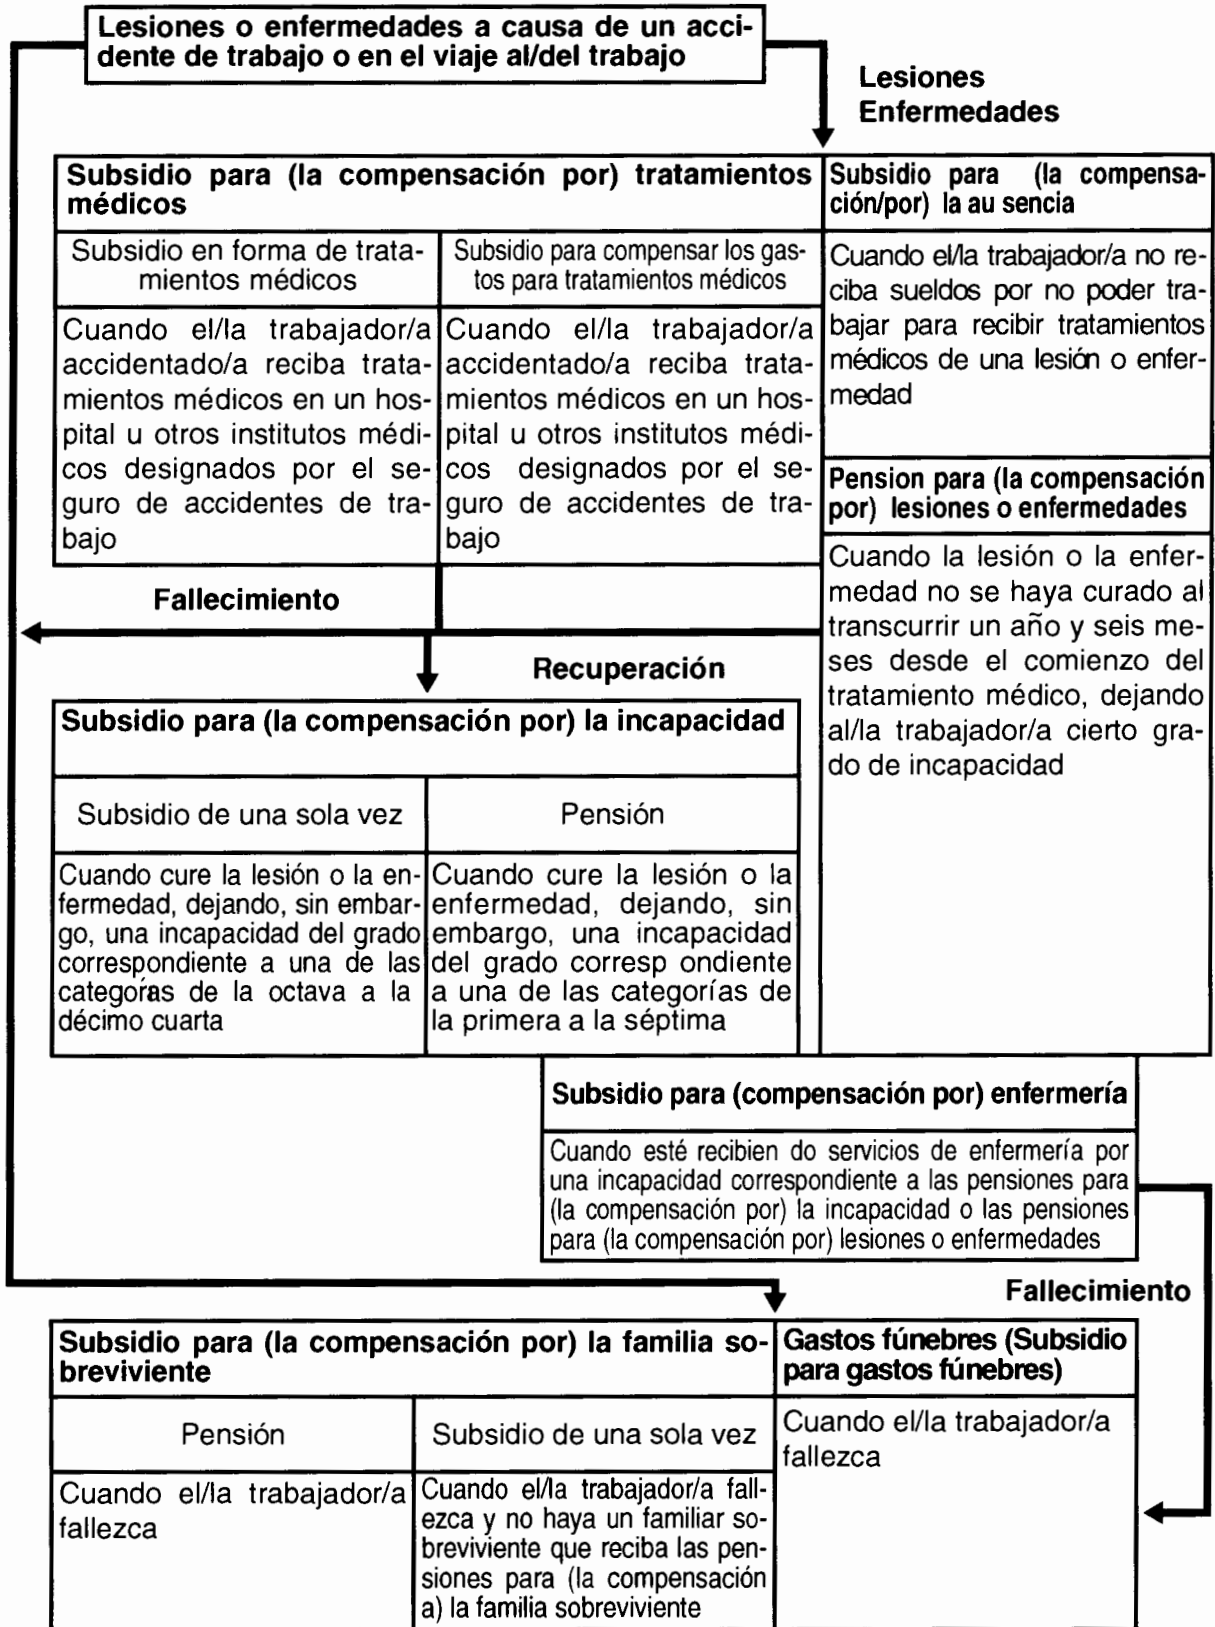 Lesiones o enfermedades a causa de un acci-
dente de trabajo o en el viaje al/del trabajo
Lesiones
Enfermedades
Subsidio para (la compensación por) tratamientos
médicos
Subsidio en forma de trata-
mientos médicos
Cuando el/la trabajador/a
accidentado/a reciba trata-
mientos médicos en un hos-
pital u otros institutos médi-
cos designados por el se-
guro de accidentes de tra-
bajo
Subsidio para compensar los gas-
tos para tratamientos médicos
Cuando el/la trabajador/a
accidentado/a reciba trata-
mientos médicos en un hos-
pital u otros institutos médi-
cos designados por el se-
guro de accidentes de tra-
bajo
Subsidio para (la compensa-
ción/por) la au sencia
Cuando el/la trabajador/a no re-
ciba sueldos por no poder tra-
bajar para recibir tratamientos
médicos de una lesión o enfer-
medad
Pension para (la compensación
por) lesiones o enfermedades
Cuando la lesión o la enfer-
medad no se haya curado al
transcurrir un año y seis me-
ses desde el comienzo del
tratamiento médico, dejando
al/la trabajador/a cierto gra-
do de incapacidad
Fallecimiento
Recuperación
Subsidio para (la compensación por) la incapacidad
Subsidio de una sola vez
Cuando cure la lesión o la en-
fermedad, dejando, sin embar-
go, una incapacidad del grado
correspondiente a una de las
categorías de la octava a la
décimo cuarta
Pensión
Cuando cure la lesión o la
enfermedad, dejando, sin
embargo, una incapacidad
del grado corresp ondiente
a una de las categorías de
la primera a la séptima
Subsidio para (compensación por) enfermería
Cuando esté recibien do servicios de enfermería por
una incapacidad correspondiente a las pensiones para
(la compensación por) la incapacidad o las pensiones
para (la compensación por) lesiones o enfermedades
Fallecimiento
Subsidio para (la compensación por) la familia so-
breviviente
Pensión
Cuando el/la trabajador/a
fallezca
Subsidio de una sola vez
Cuando el/la trabajador/a fall-
ezca y no haya un familiar so-
breviviente que reciba las pen-
siones para (la compensación
a) la familia sobreviviente
Gastos fúnebres (Subsidio
para gastos fúnebres)
Cuando el/la trabajador/a
fallezca